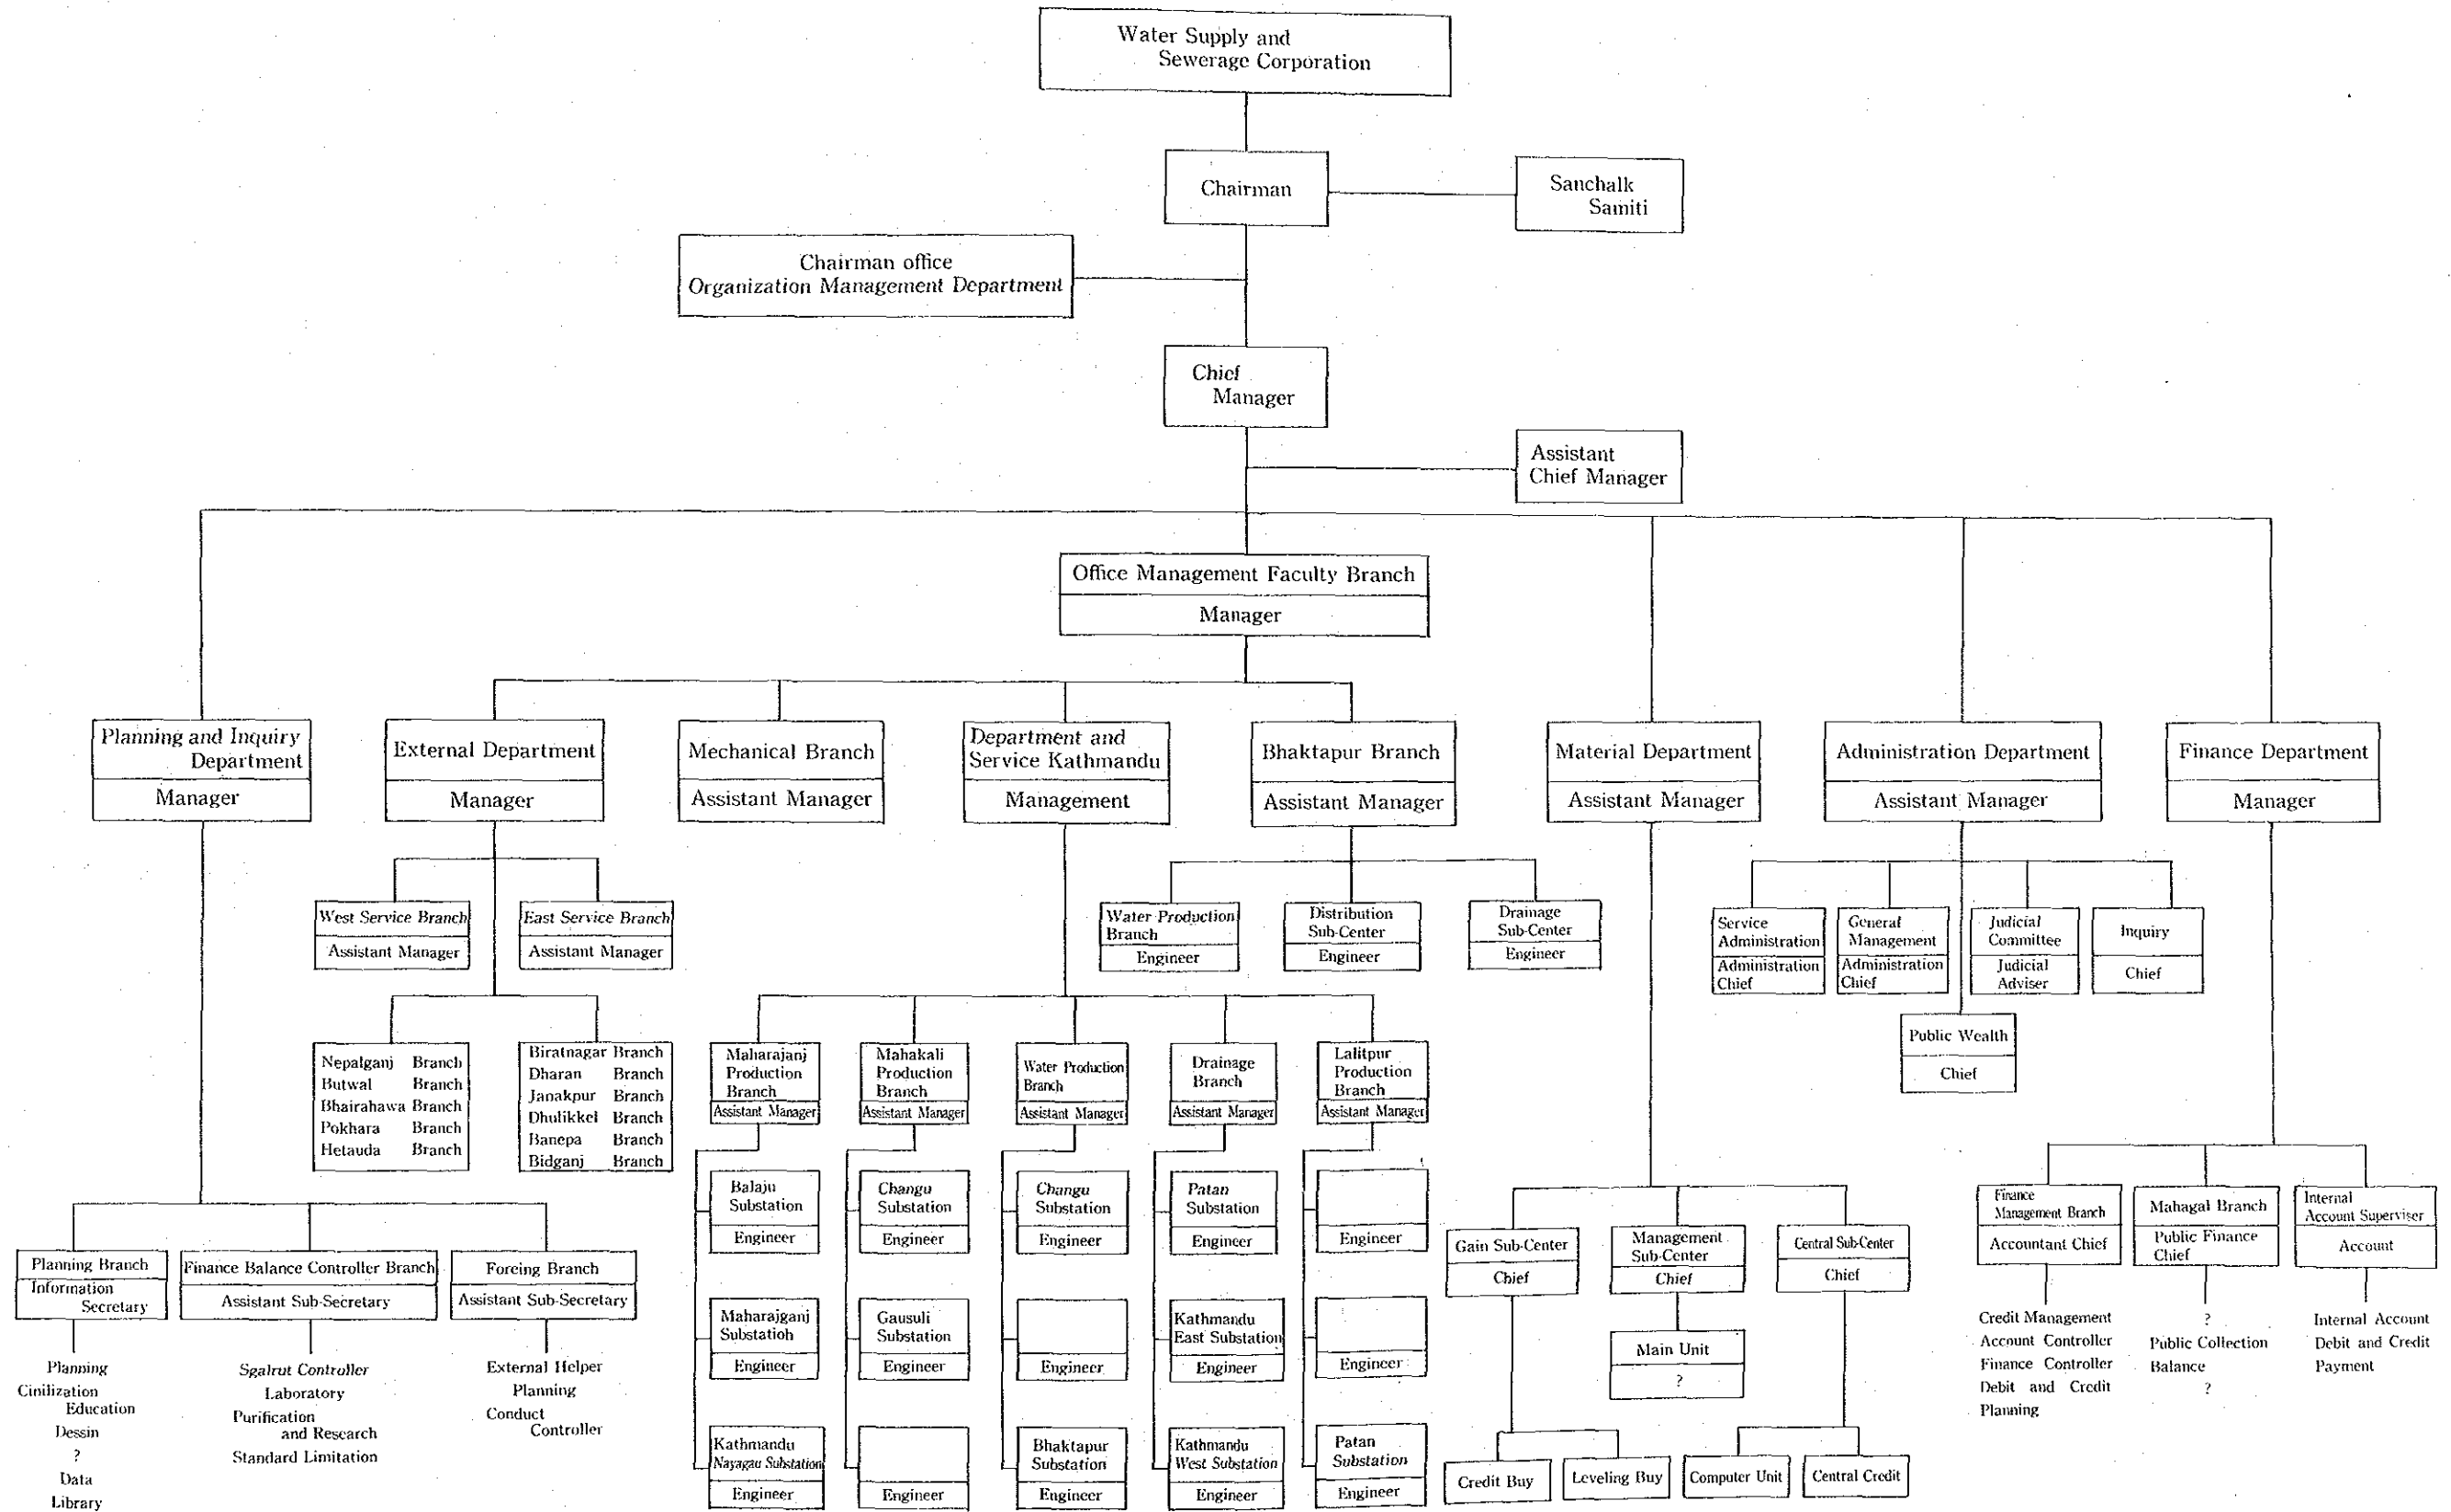 Water Supply and
Sewerage Corporation
Chairman
Sanchalk
Samiti
Chairman office
Organization Management Department
Chief
Manager
Assistant
Chief Manager
Office Management Faculty Branch
Manager
Planning and Inquiry
Department
Manager
External Department
Manager
Mechanical Branch
Assistant Manager
Department and
Service Kathmandu
Management
Bhaktapur Branch
Assistant Manager
Material Department
Assistant Manager
Administration Department
Assistant Manager
Finance Department
Manager
West Service Branch
Assistant Manager
East Service Branch
Assistant Manager
Water Production
Branch
Engineer
Distribution
Sub-Center
Engineer
Drainage
Sub-Center
Engineer
Service
Administration
Administration
Chief
General
Management
Administration
Chief
Judicial
Committee
Judicial
Adviser
Inquiry
Chief
Public Wealth
Chief
Nepalganj Branch
Butwal Branch
Bhairahawa Branch
Pokhara Branch
Hetauda Branch
Biratnagar Branch
Dharan Branch
Janakpur Branch
Dhulikkel Branch
Banepa Branch
Bidganj Branch
Maharajanj
Production
Branch
Assistant Manager
Mahakali
Production
Branch
Assistant Manager
Water Production
Branch
Assistant Manager
Drainage
Branch
Assistant Manager
Lalitpur
Production
Branch
Assistant Manager
Balaju
Substation
Engineer
Changu
Substation
Engineer
Changu
Substation
Engineer
Patan
Substation
Engineer
Engineer
Maharajganj
Substatioh
Engineer
Gausuli
Substation
Engineer
Engineer
Kathmandu
East Substation
Engineer
Engineer
Kathmandu
Nayagau Substation
Engineer
Engineer
Bhaktapur
Substation
Engineer
Kathmandu
West Substation
Engineer
Patan
Substation
Engineer
Planning Branch
Information
Secretary
Finance Balance Controller Branch
Assistant Sub-Secretary
Forcing Branch
Assistant Sub-Secretary
Planning
Cinilization
Education
Dessin
?
Data
Library
Sgalrut Controller
Laboratory
Purification
and Research
Standard Limitation
External Helper
Planning
Conduct
Controller
Gain Sub-Center
Chief
Management
Sub-Center
Chief
Central Sub-Center
Chief
Main Unit
?
Credit Buy
Leveling Buy
Computer Unit
Central Credit
Finance
Management Branch
Accountant Chief
Mahagal Branch
Public Finance
Chief
Internal
Account Superviser
Account
Credit Management
Account Controller
Finance Controller
Debit and Credit
Planning
?
Public Collection
Balance
?
Internal Account
Debit and Credit
Payment